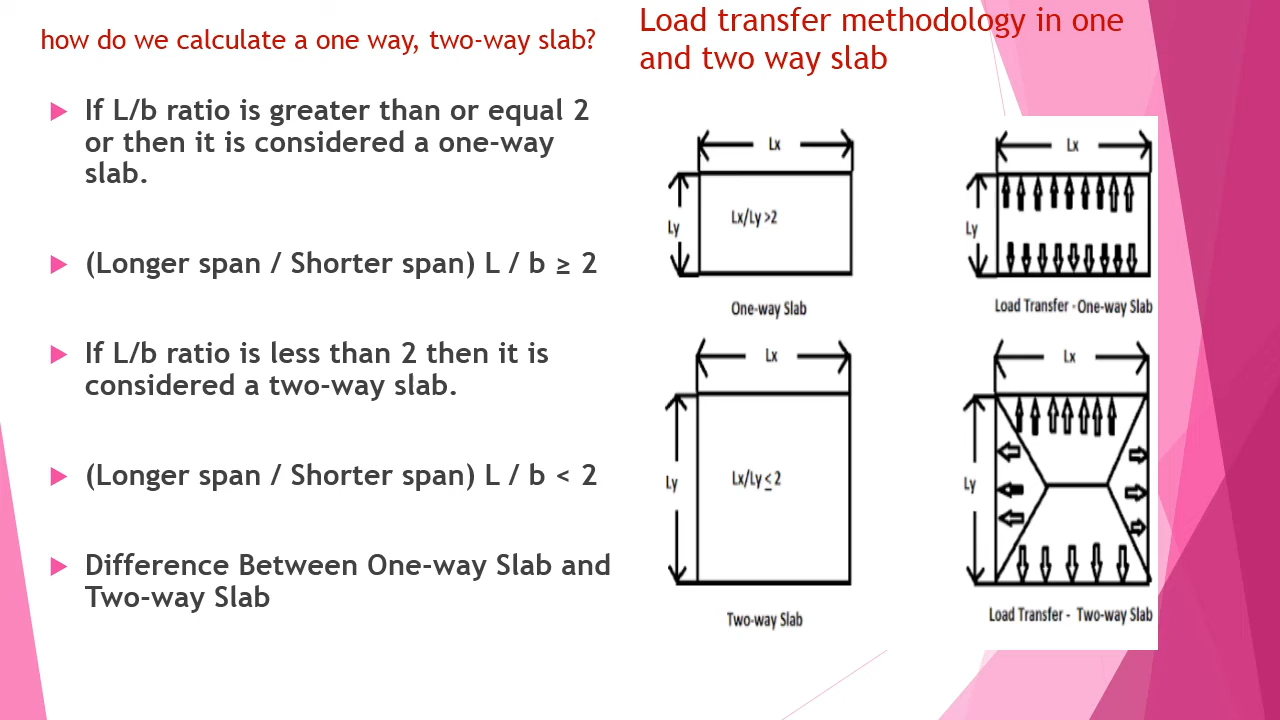 how do we calculate a one way, two-way slab?
If L/b ratio is greater than or equal 2
or then it is considered a one-way
slab.
(Longer span / Shorter span) L / b ≥ 2
If L/b ratio is less than 2 then it is
considered a two-way slab.
(Longer span / Shorter span) L / b < 2
Difference Between One-way Slab and
Two-way Slab
Load transfer methodology in one
and two way slab
Lx
Ly
Lx/Ly >2
One-way Slab
Lx
Ly
Load Transfer - One-way Slab
Lx
Ly
Lx/Ly ≤ 2
Two-way Slab
Lx
Ly
Load Transfer - Two-way Slab